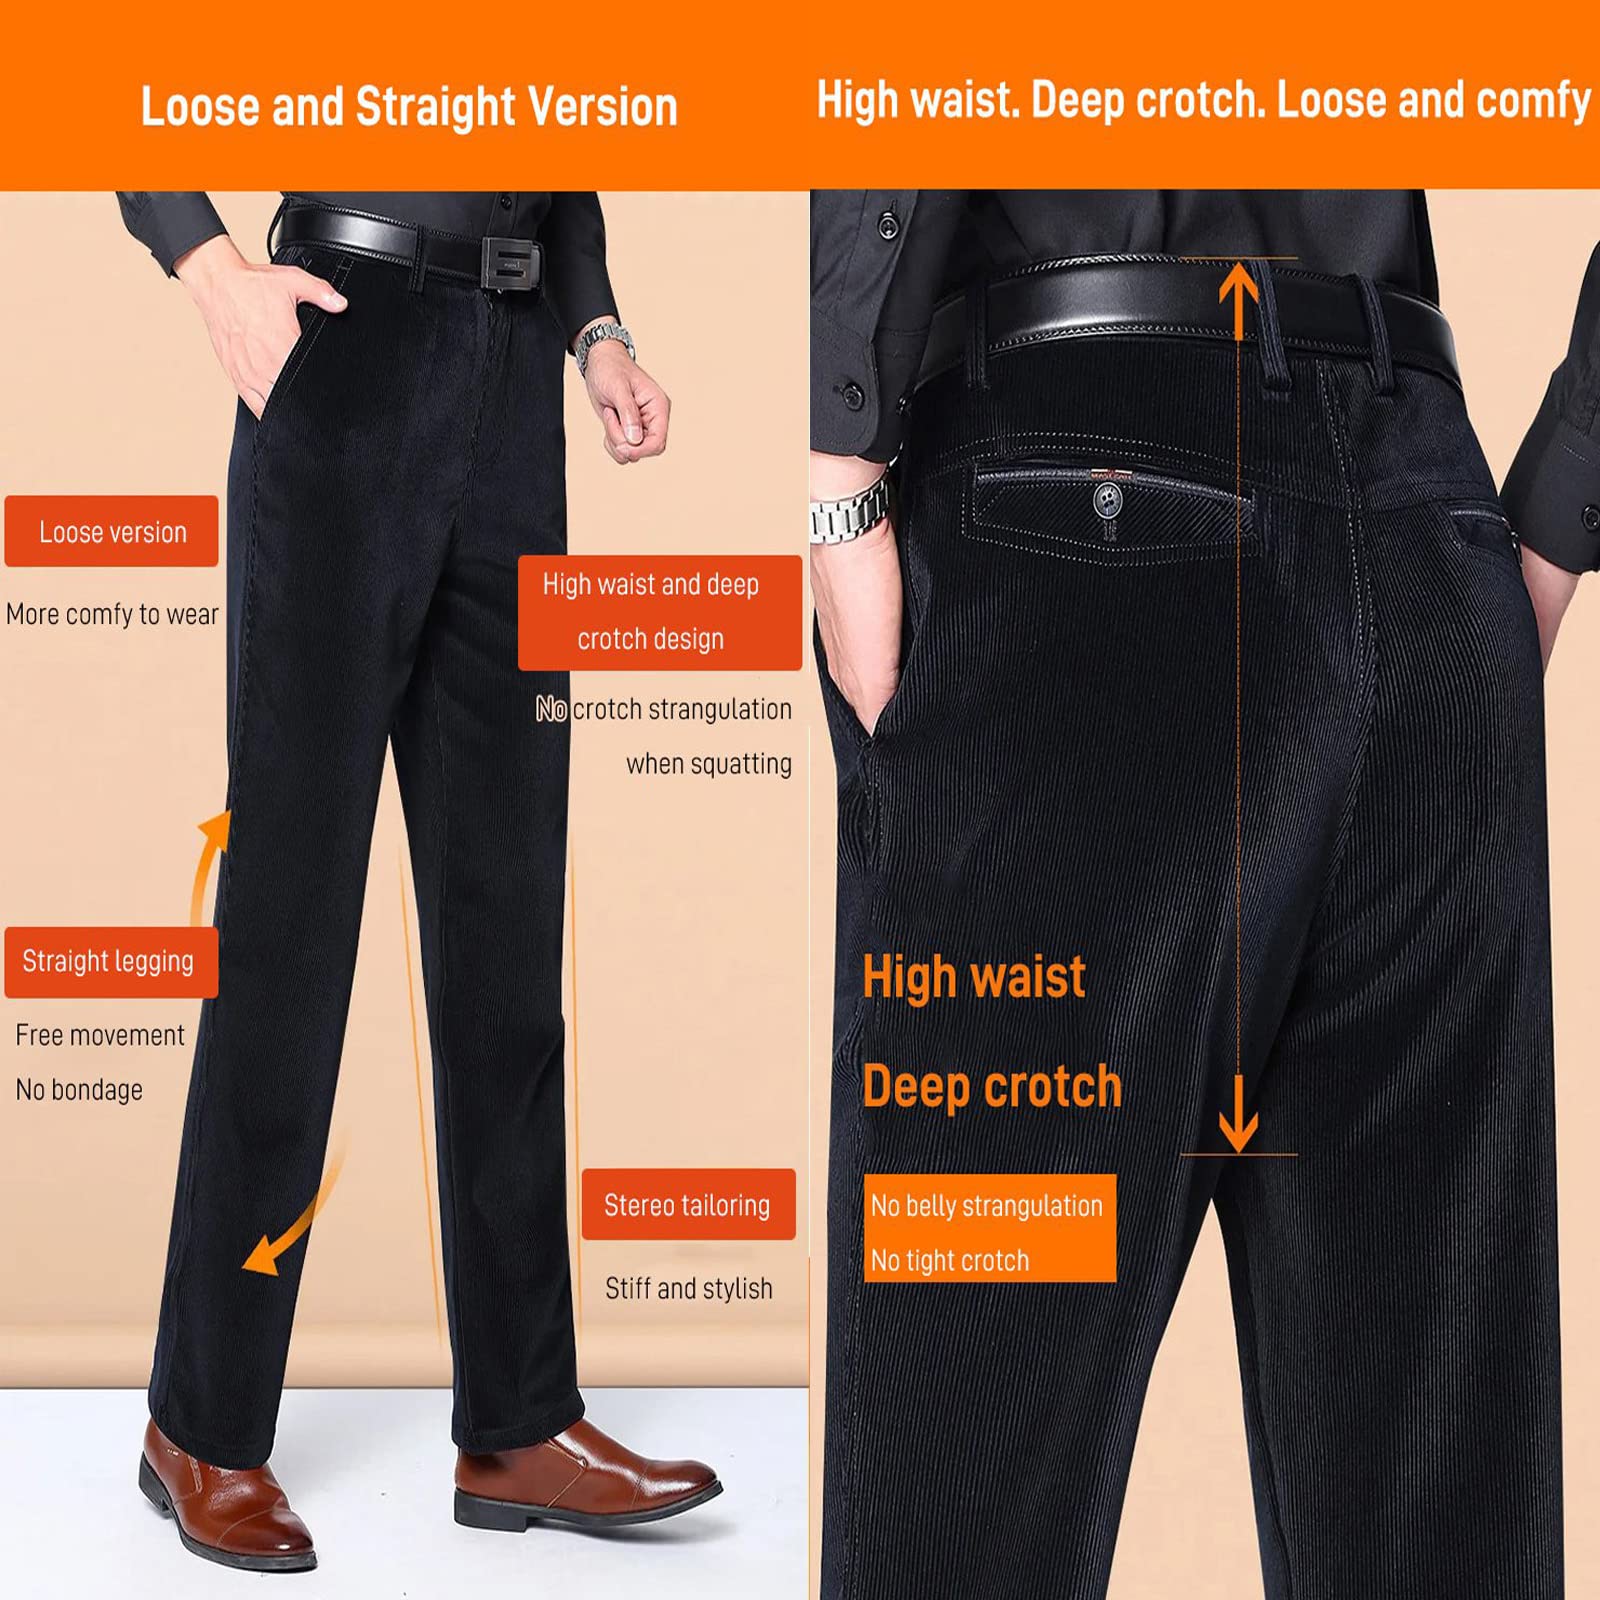 Loose and Straight Version
High waist. Deep crotch. Loose and comfy
Loose version
More comfy to wear
High waist and deep
crotch design
No crotch strangulation
when squatting
Straight legging
Free movement
No bondage
Stereo tailoring
Stiff and stylish
High waist
Deep crotch
No belly strangulation
No tight crotch